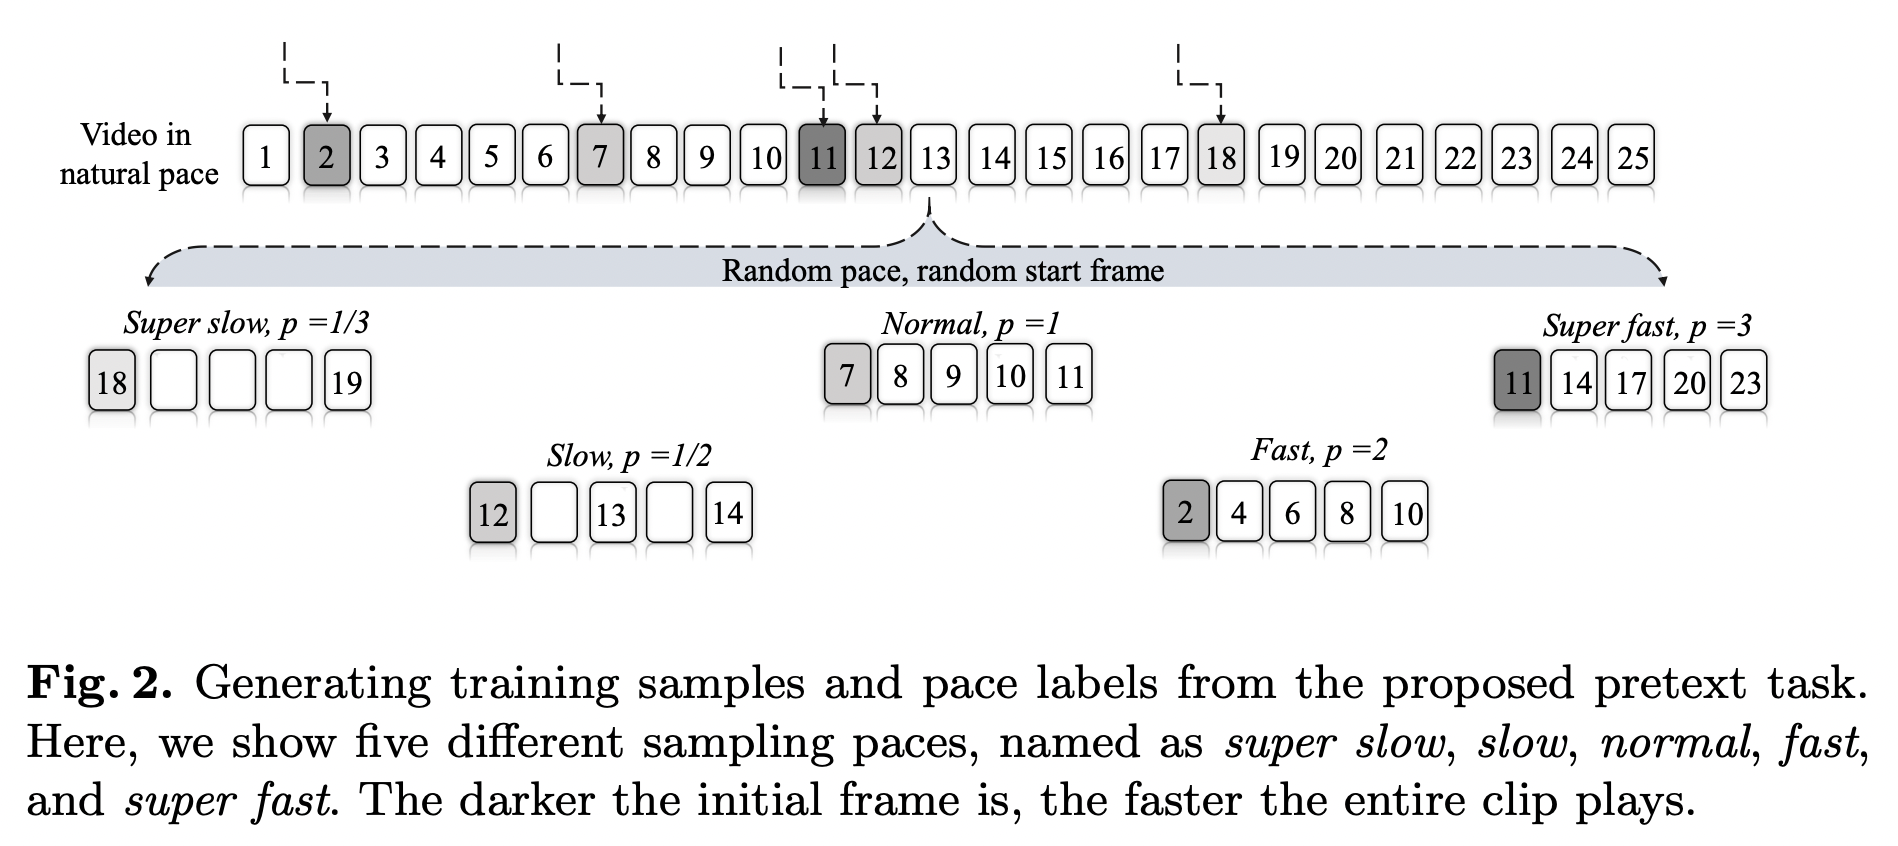 Video in
natural pace
1 2 3 4 5 6 7 8 9 10 11 12 13 14 15 16 17 18 19 20 21 22 23 24 25
Random pace, random start frame
Super slow, p =1/3
18 19
Normal, p =1
7 8 9 10 11
Super fast, p =3
11 14 17 20 23
Slow, p =1/2
12 13 14
Fast, p =2
2 4 6 8 10
Fig. 2. Generating training samples and pace labels from the proposed pretext task.
Here, we show five different sampling paces, named as super slow, slow, normal, fast,
and super fast. The darker the initial frame is, the faster the entire clip plays.